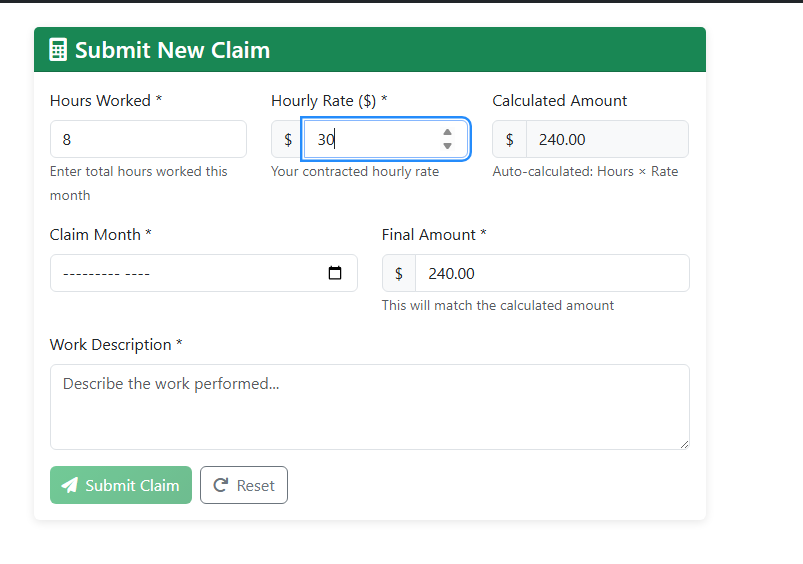 Submit New Claim
Hours Worked * Hourly Rate ($) * Calculated Amount
8 $ 30 $ 240.00
Enter total hours worked this month Your contracted hourly rate Auto-calculated: Hours × Rate
Claim Month * Final Amount *
--------- ---- $ 240.00
This will match the calculated amount
Work Description *
Describe the work performed...
Submit Claim Reset